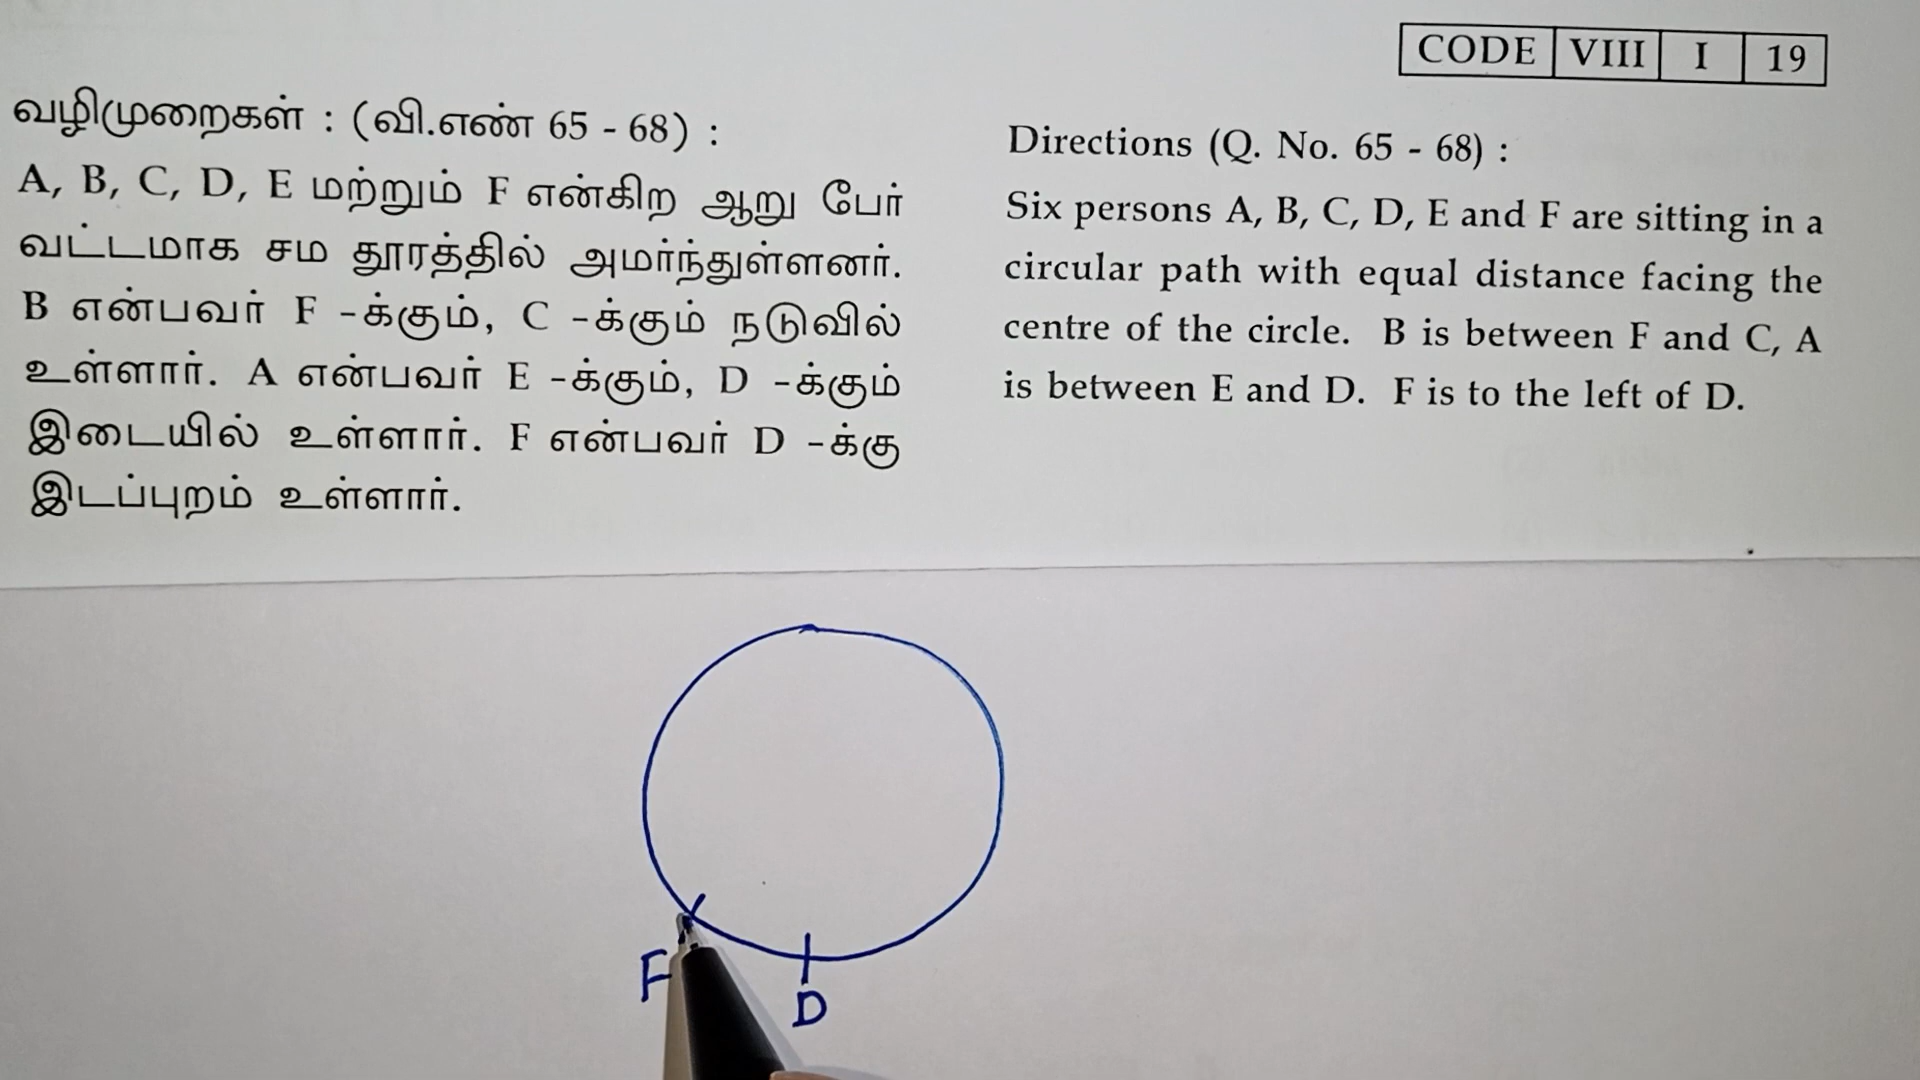 CODE VIII I 19
வழிமுறைகள் : (வி.எண் 65 - 68) :
A, B, C, D, E மற்றும் F என்கிற ஆறு பேர்
வட்டமாக சம தூரத்தில் அமர்ந்துள்ளனர்.
B என்பவர் F -க்கும், C -க்கும் நடுவில்
உள்ளார். A என்பவர் E -க்கும், D -க்கும்
இடையில் உள்ளார். F என்பவர் D -க்கு
இடப்புறம் உள்ளார்.
Directions (Q. No. 65 - 68) :
Six persons A, B, C, D, E and F are sitting in a
circular path with equal distance facing the
centre of the circle. B is between F and C, A
is between E and D. F is to the left of D.
F
D